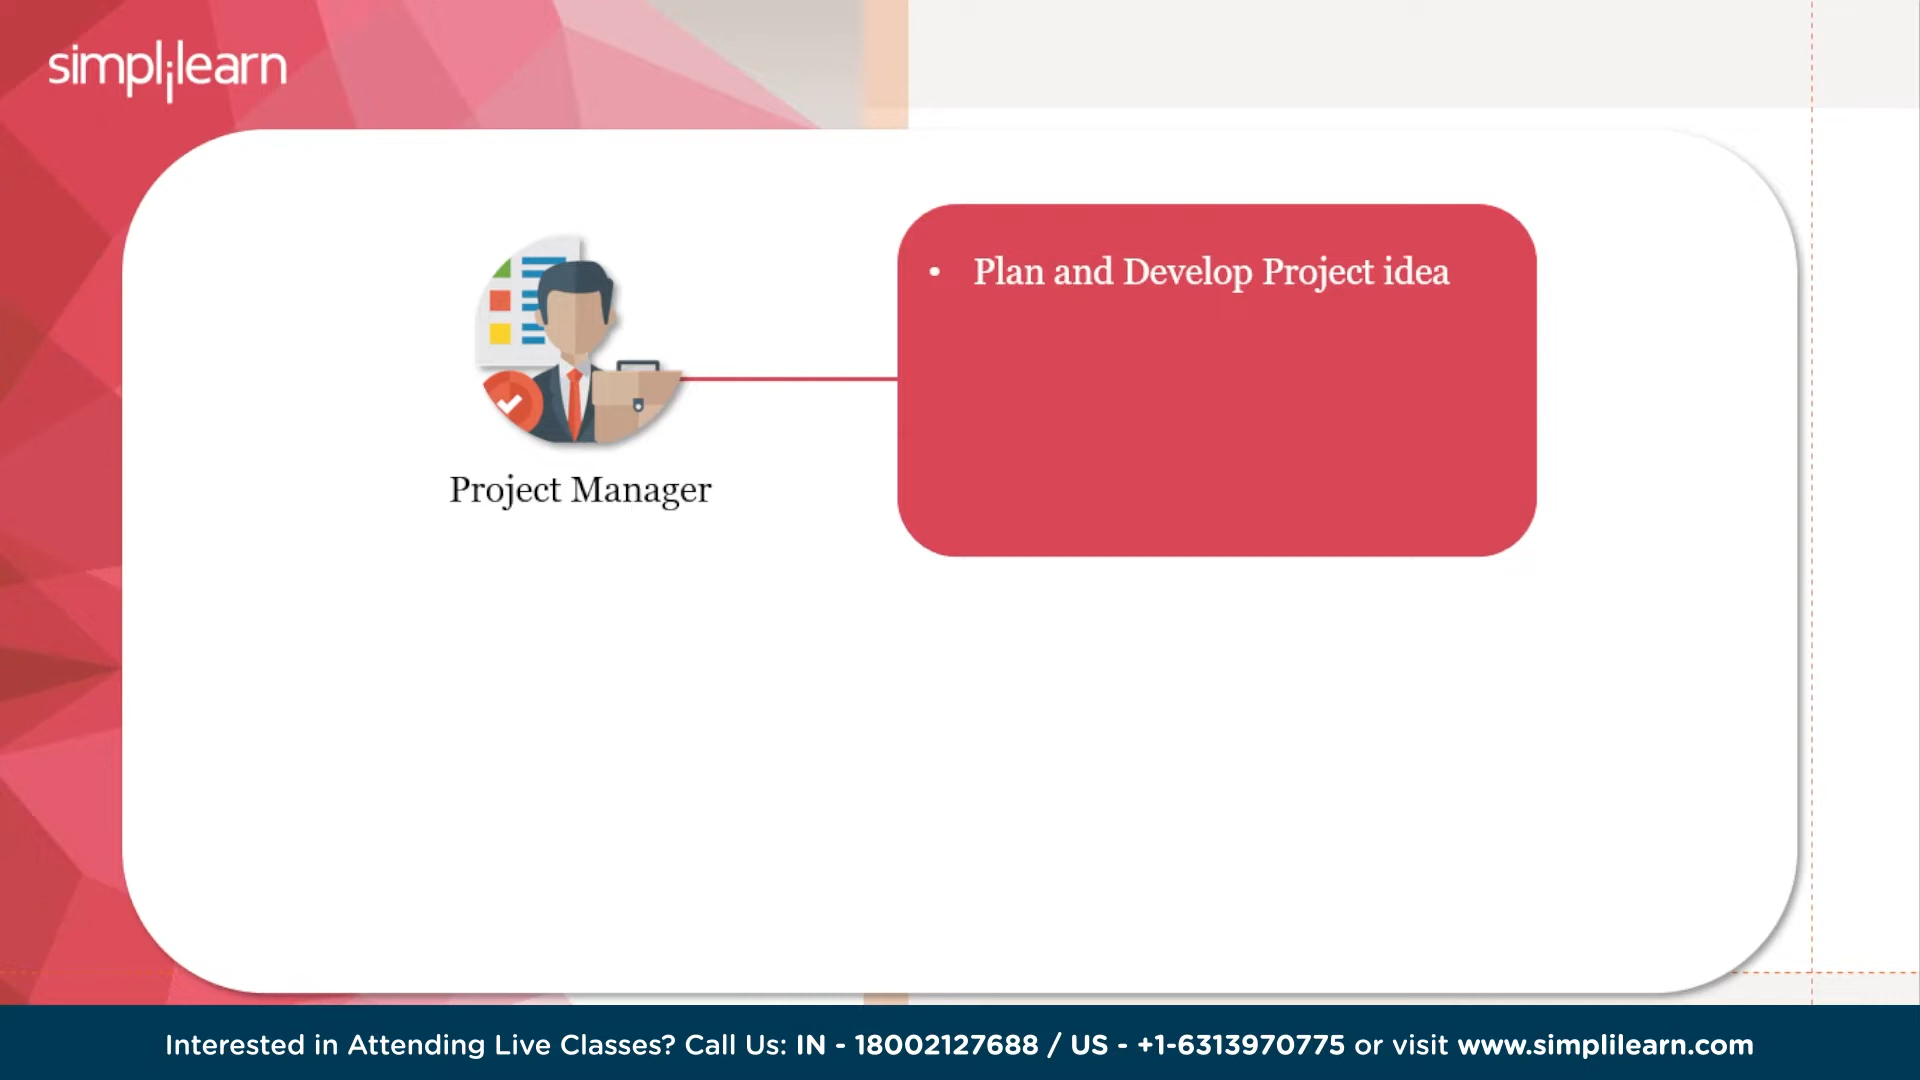 simplilearn
• Plan and Develop Project idea
Project Manager
Interested in Attending Live Classes? Call Us: IN - 18002127688 / US - +1-6313970775 or visit www.simplilearn.com